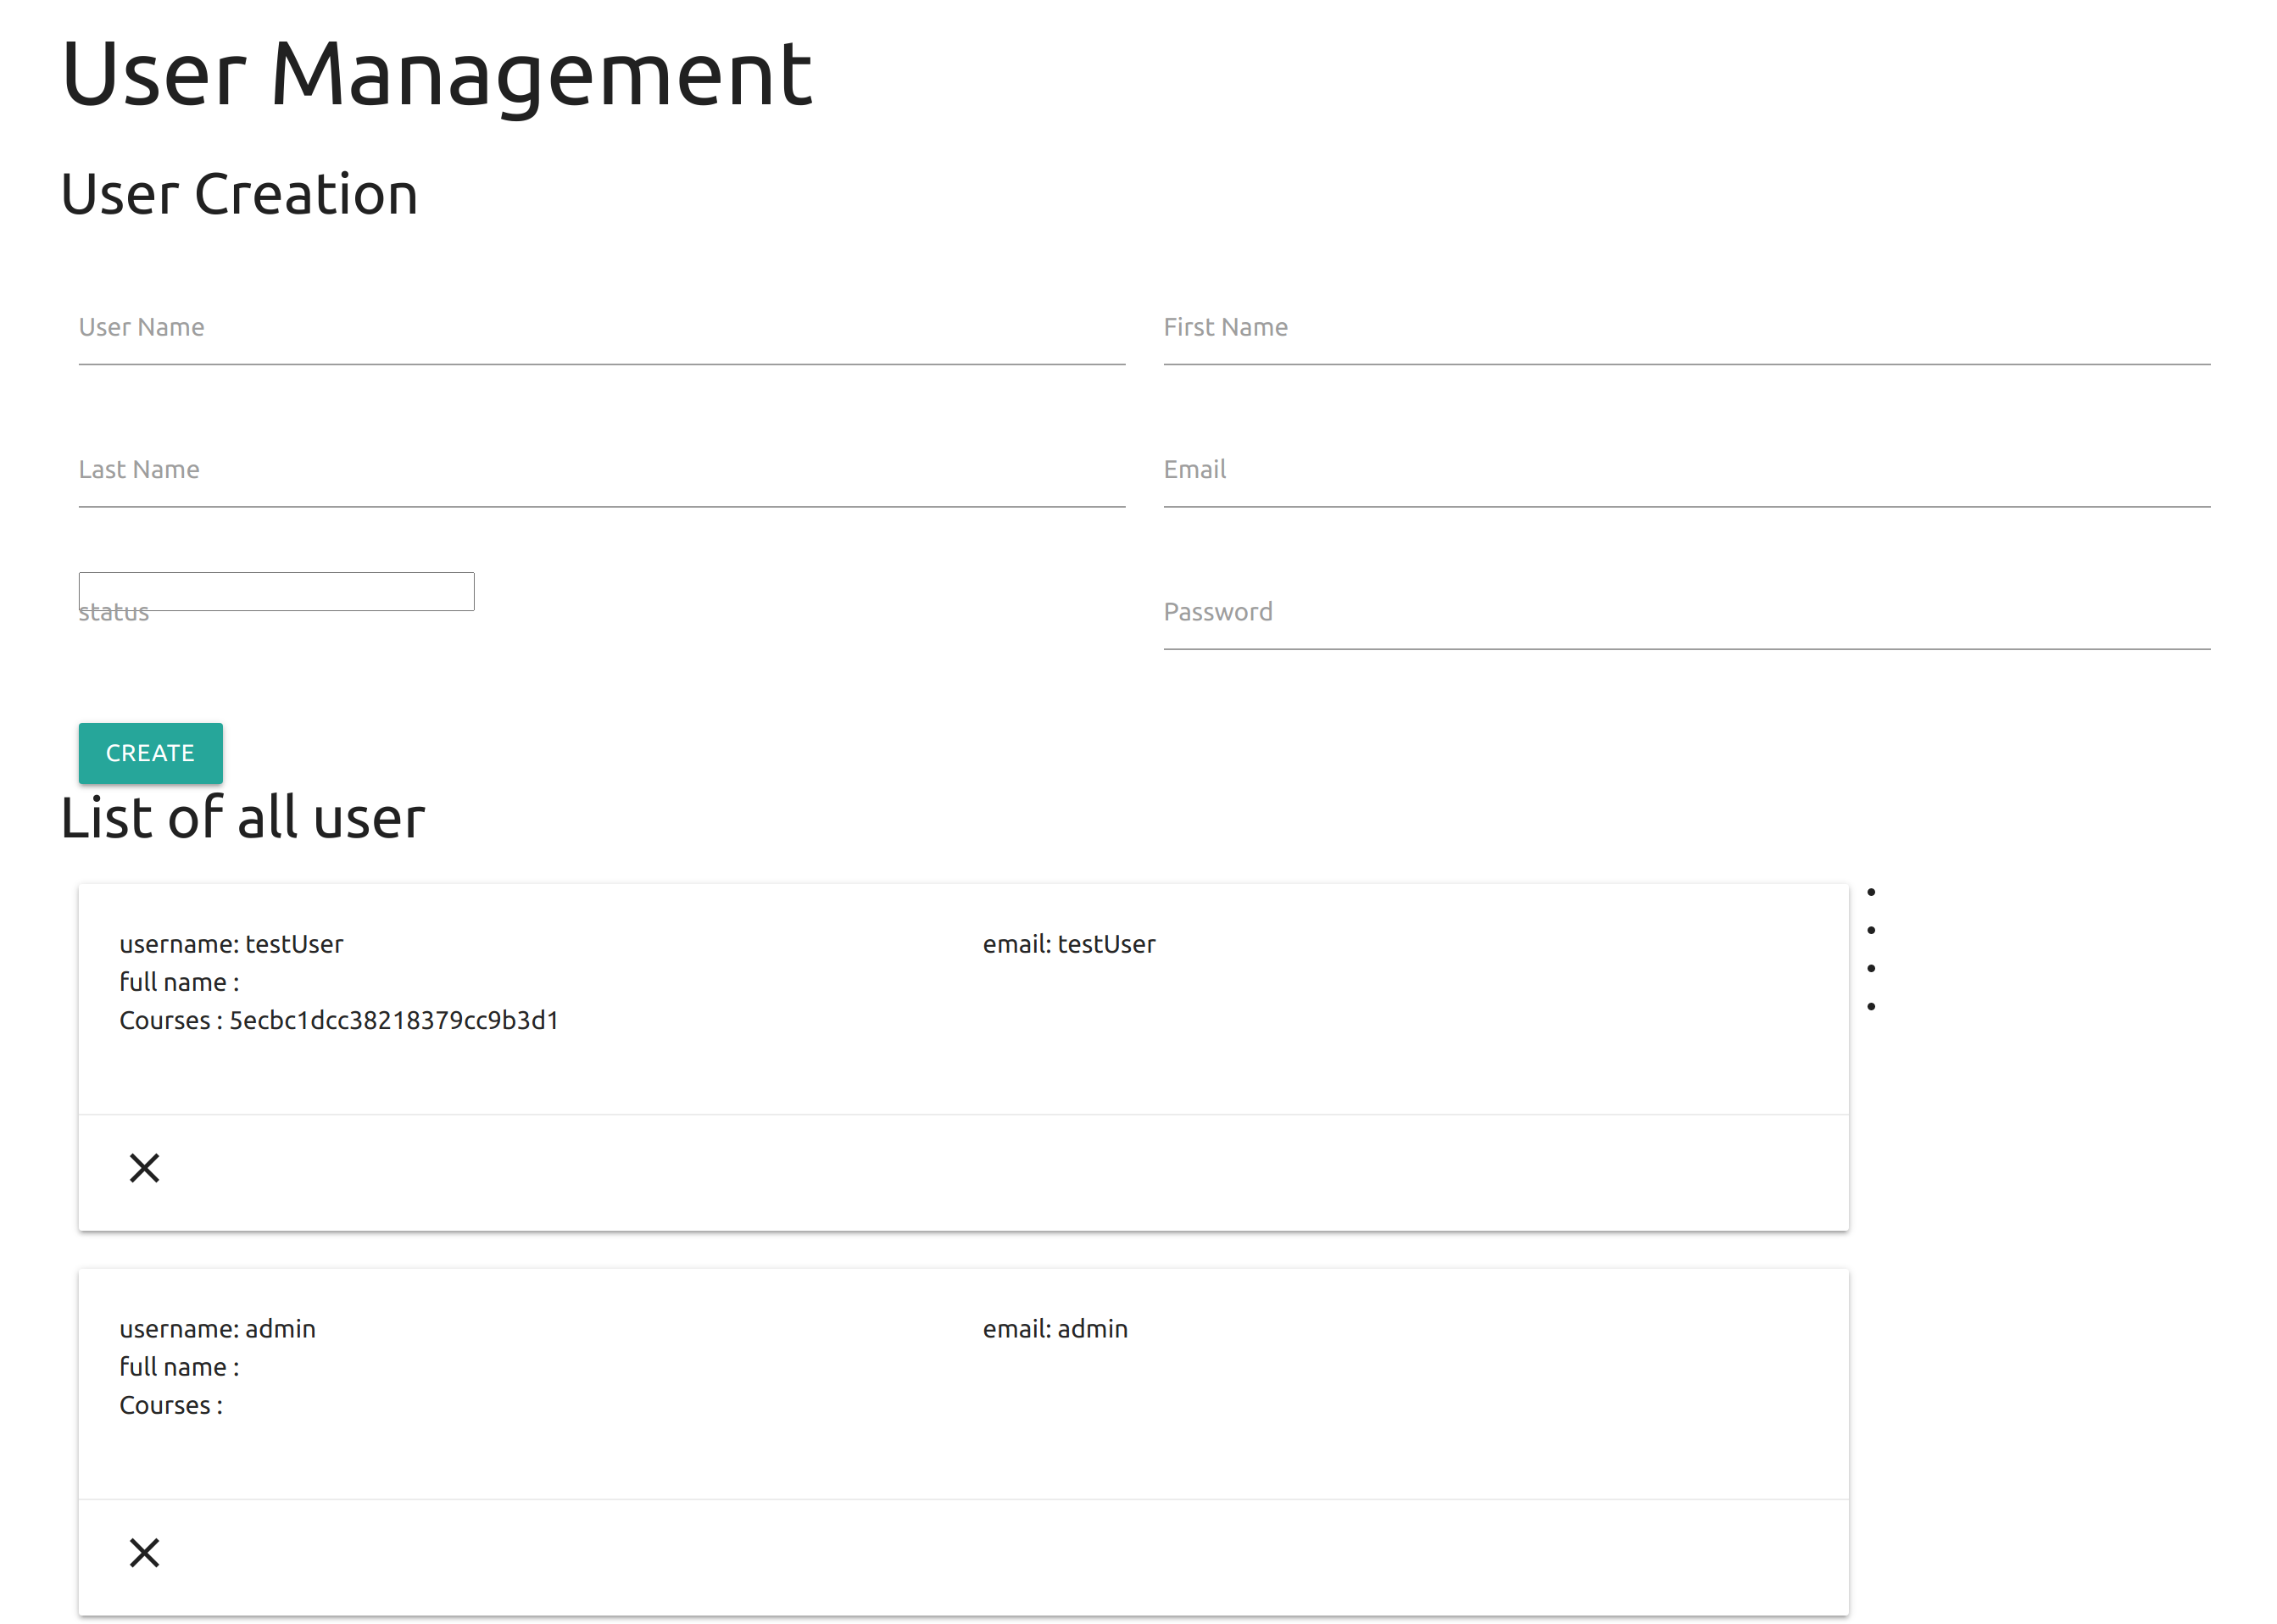 User Management
User Creation
User Name
First Name
Last Name
Email
status
Password
CREATE
List of all user
username: testUser
email: testUser
full name :
Courses : 5ecbc1dcc38218379cc9b3d1
username: admin
email: admin
full name :
Courses :